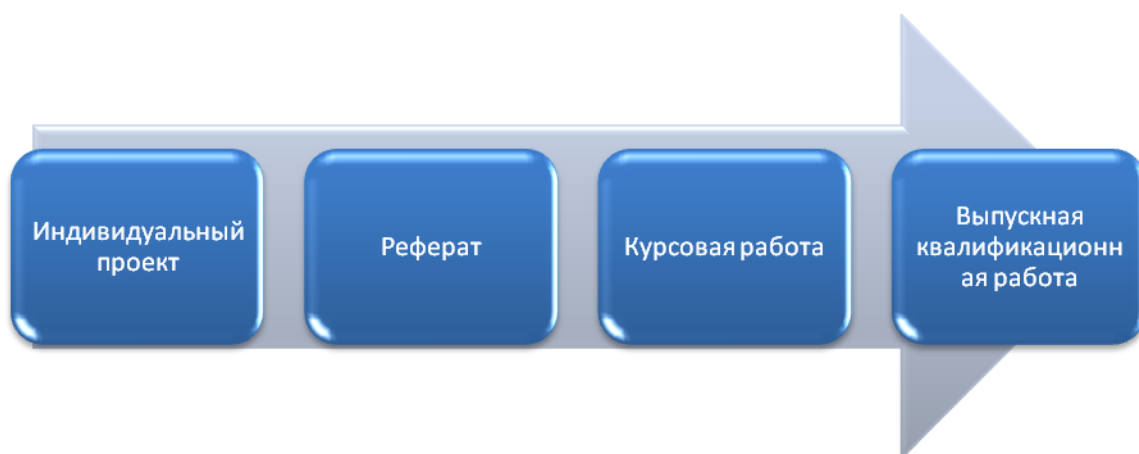 Индивидуальный
проект
Реферат
Курсовая работа
Выпускная
квалификационн
ая работа